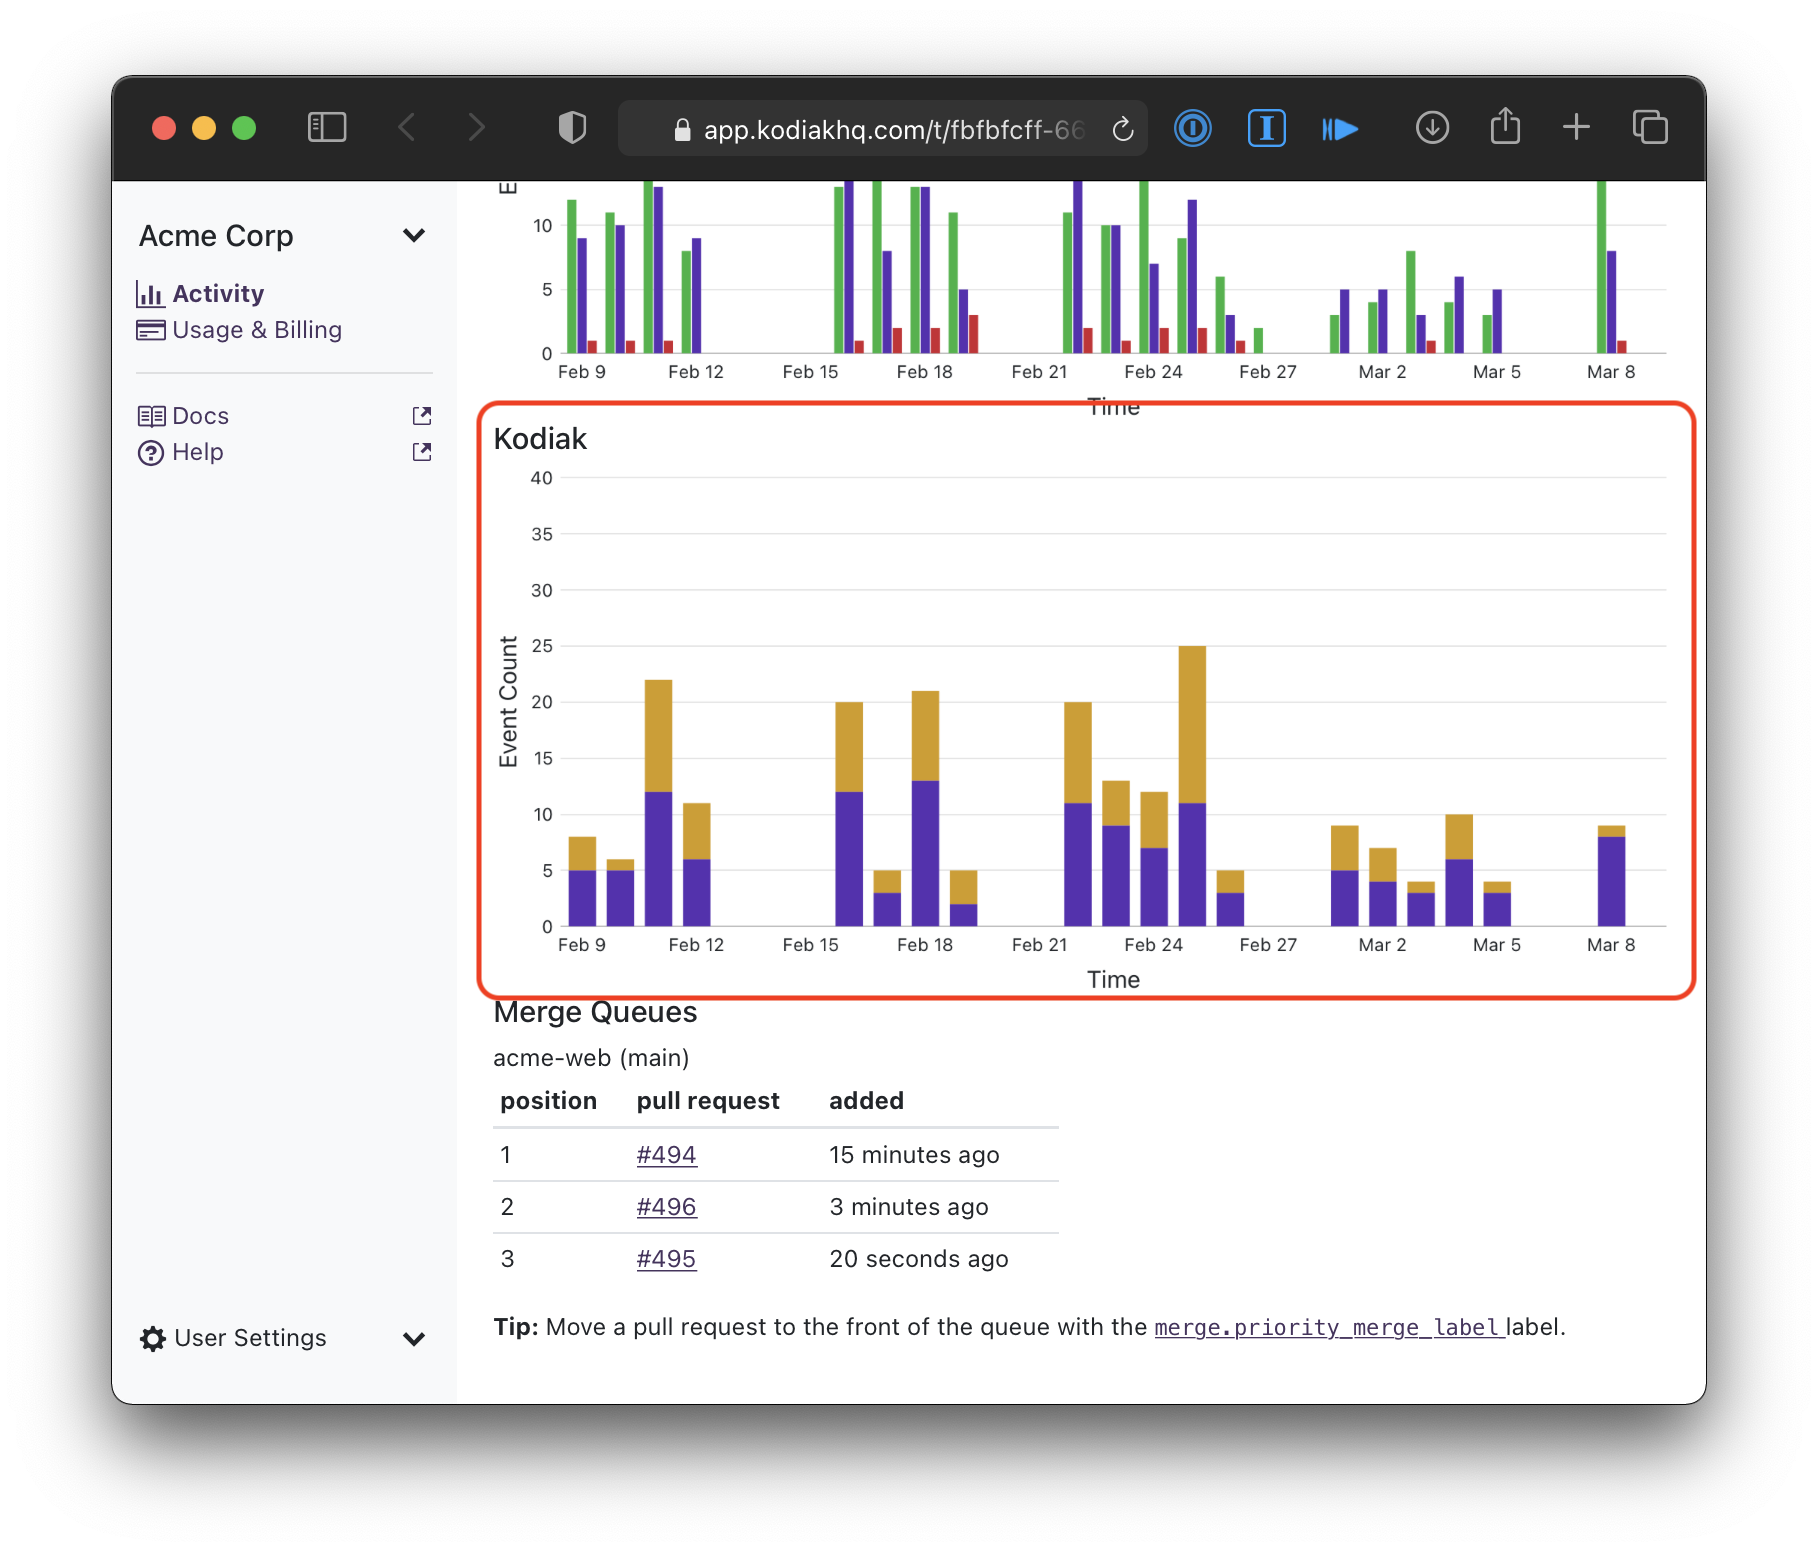 app.kodiakhq.com/t/fbfbfcff-66
Acme Corp
Activity
Usage & Billing
Docs
Help
User Settings
10
5
0
Feb 9 Feb 12 Feb 15 Feb 18 Feb 21 Feb 24 Feb 27 Mar 2 Mar 5 Mar 8
Time
Kodiak
Event Count
40
35
30
25
20
15
10
5
0
Feb 9 Feb 12 Feb 15 Feb 18 Feb 21 Feb 24 Feb 27 Mar 2 Mar 5 Mar 8
Time
Merge Queues
acme-web (main)
position pull request added
1 #494 15 minutes ago
2 #496 3 minutes ago
3 #495 20 seconds ago
Tip: Move a pull request to the front of the queue with the merge.priority_merge_label label.